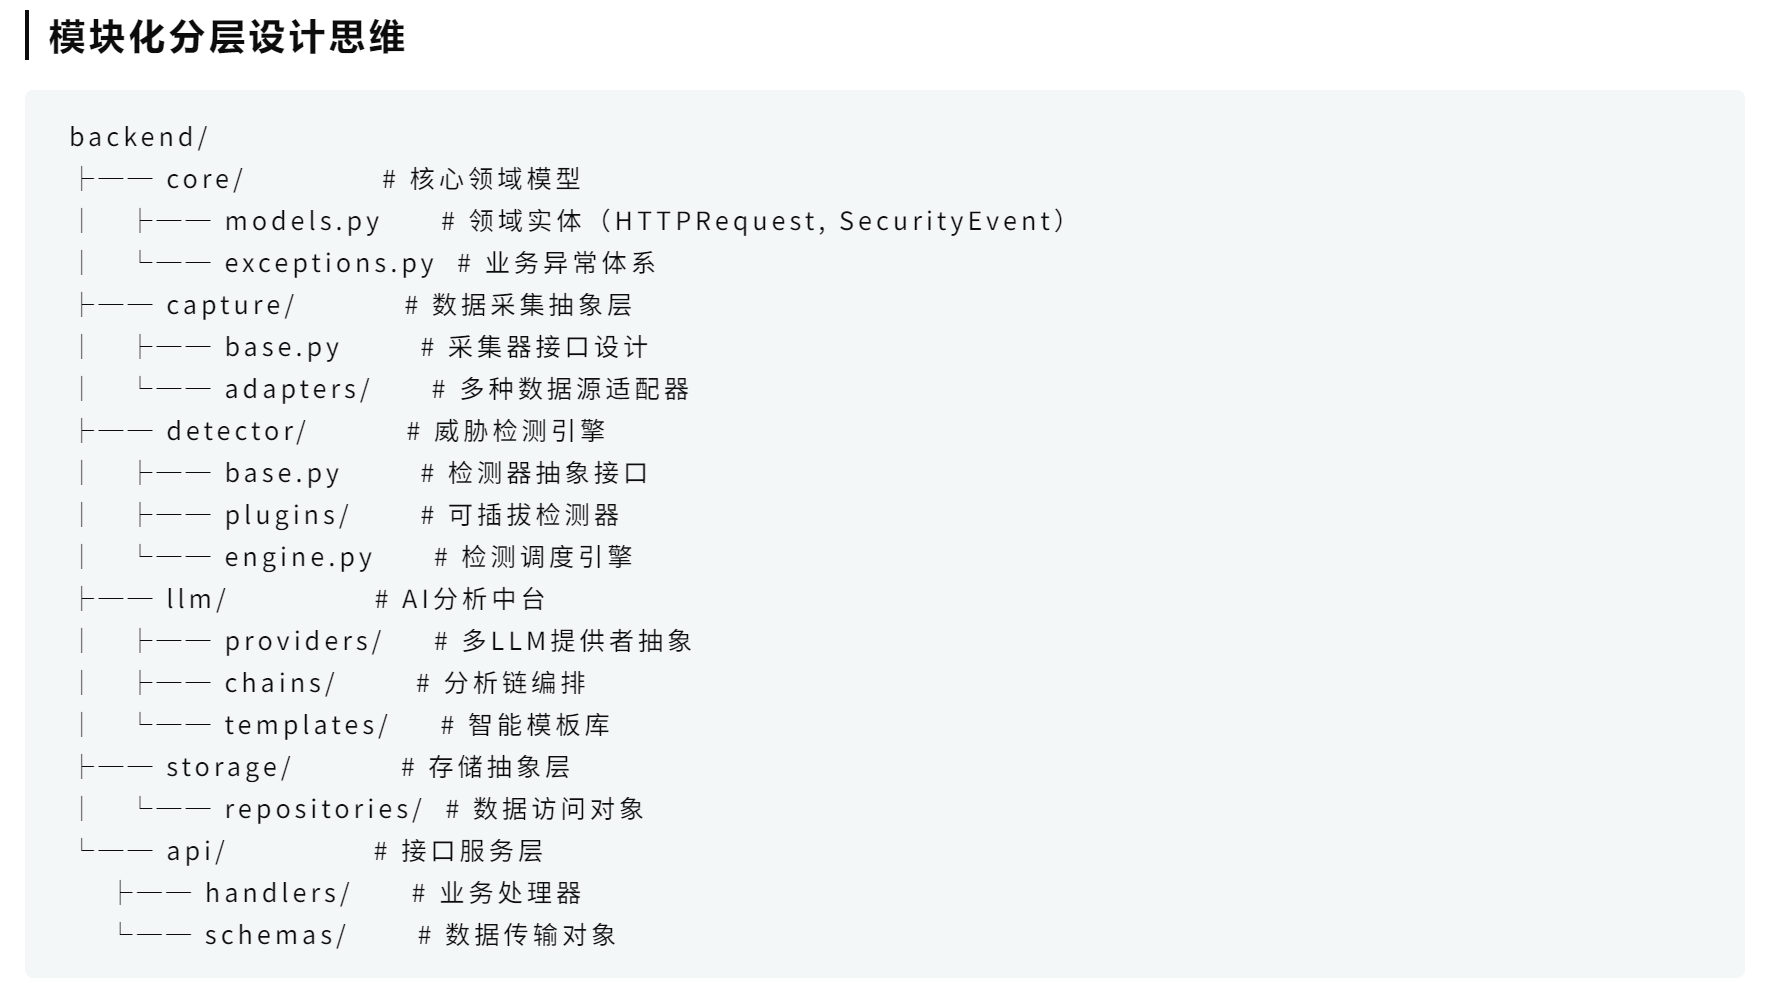 模块化分层设计思维
backend/
├── core/ # 核心领域模型
│ ├── models.py # 领域实体（HTTPRequest, SecurityEvent）
│ └── exceptions.py # 业务异常体系
├── capture/ # 数据采集抽象层
│ ├── base.py # 采集器接口设计
│ └── adapters/ # 多种数据源适配器
├── detector/ # 威胁检测引擎
│ ├── base.py # 检测器抽象接口
│ ├── plugins/ # 可插拔检测器
│ └── engine.py # 检测调度引擎
├── llm/ # AI分析中台
│ ├── providers/ # 多LLM提供者抽象
│ ├── chains/ # 分析链编排
│ └── templates/ # 智能模板库
├── storage/ # 存储抽象层
│ └── repositories/ # 数据访问对象
└── api/ # 接口服务层
├── handlers/ # 业务处理器
└── schemas/ # 数据传输对象